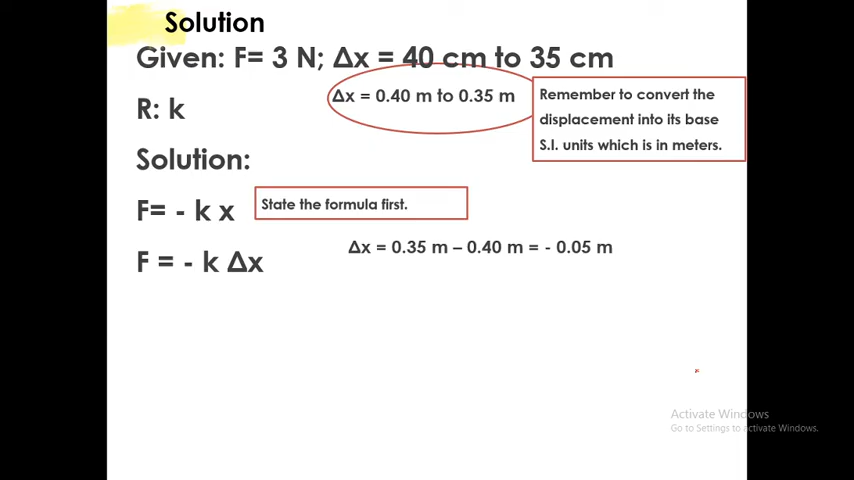 Solution
Given: F= 3 N; Δx = 40 cm to 35 cm
Δx = 0.40 m to 0.35 m
Remember to convert the
displacement into its base
S.I. units which is in meters.
R: k
Solution:
F= - k x
State the formula first.
F = - k Δx
Δx = 0.35 m – 0.40 m = - 0.05 m
Activate Windows
Go to Settings to activate Windows.